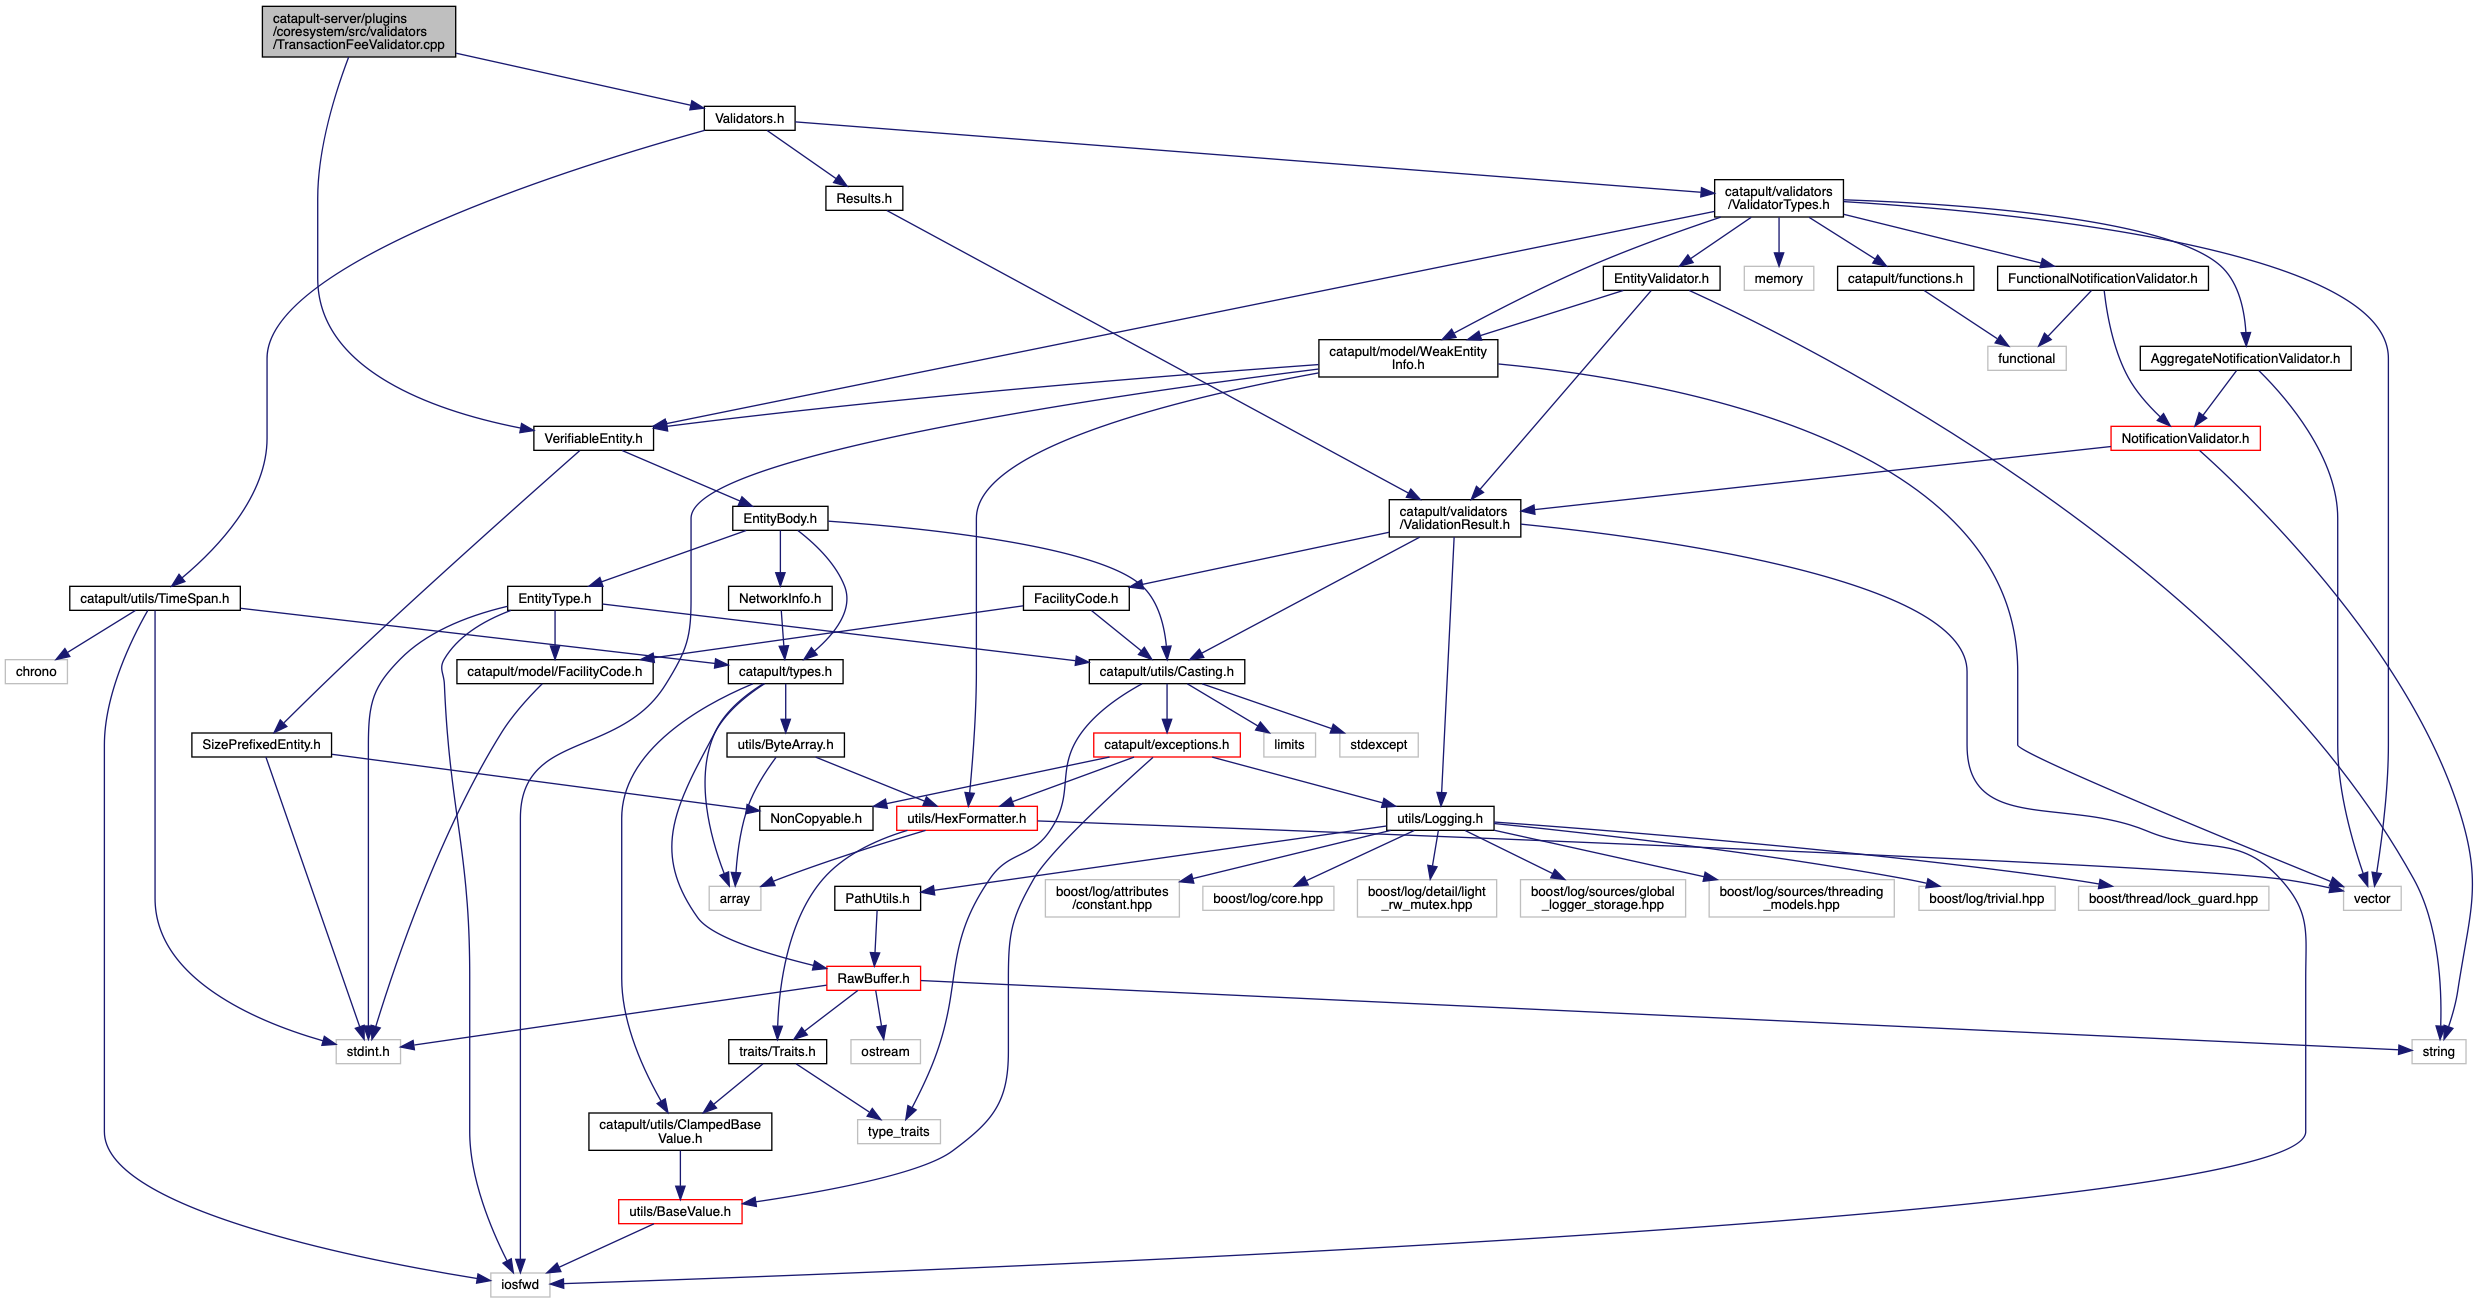 catapult-server/plugins
/coresystem/src/validators
/TransactionFeeValidator.cpp
Validators.h
Results.h
catapult/validators
/ValidatorTypes.h
EntityValidator.h
memory
catapult/functions.h
FunctionalNotificationValidator.h
catapult/model/WeakEntity
Info.h
functional
AggregateNotificationValidator.h
VerifiableEntity.h
NotificationValidator.h
EntityBody.h
catapult/validators
/ValidationResult.h
catapult/utils/TimeSpan.h
EntityType.h
NetworkInfo.h
FacilityCode.h
chrono
catapult/model/FacilityCode.h
catapult/types.h
catapult/utils/Casting.h
SizePrefixedEntity.h
utils/ByteArray.h
catapult/exceptions.h
limits
stdexcept
NonCopyable.h
utils/HexFormatter.h
utils/Logging.h
array
PathUtils.h
boost/log/attributes
/constant.hpp
boost/log/core.hpp
boost/log/detail/light
_rw_mutex.hpp
boost/log/sources/global
_logger_storage.hpp
boost/log/sources/threading
_models.hpp
boost/log/trivial.hpp
boost/thread/lock_guard.hpp
vector
RawBuffer.h
stdint.h
traits/Traits.h
ostream
string
catapult/utils/ClampedBase
Value.h
type_traits
utils/BaseValue.h
iosfwd